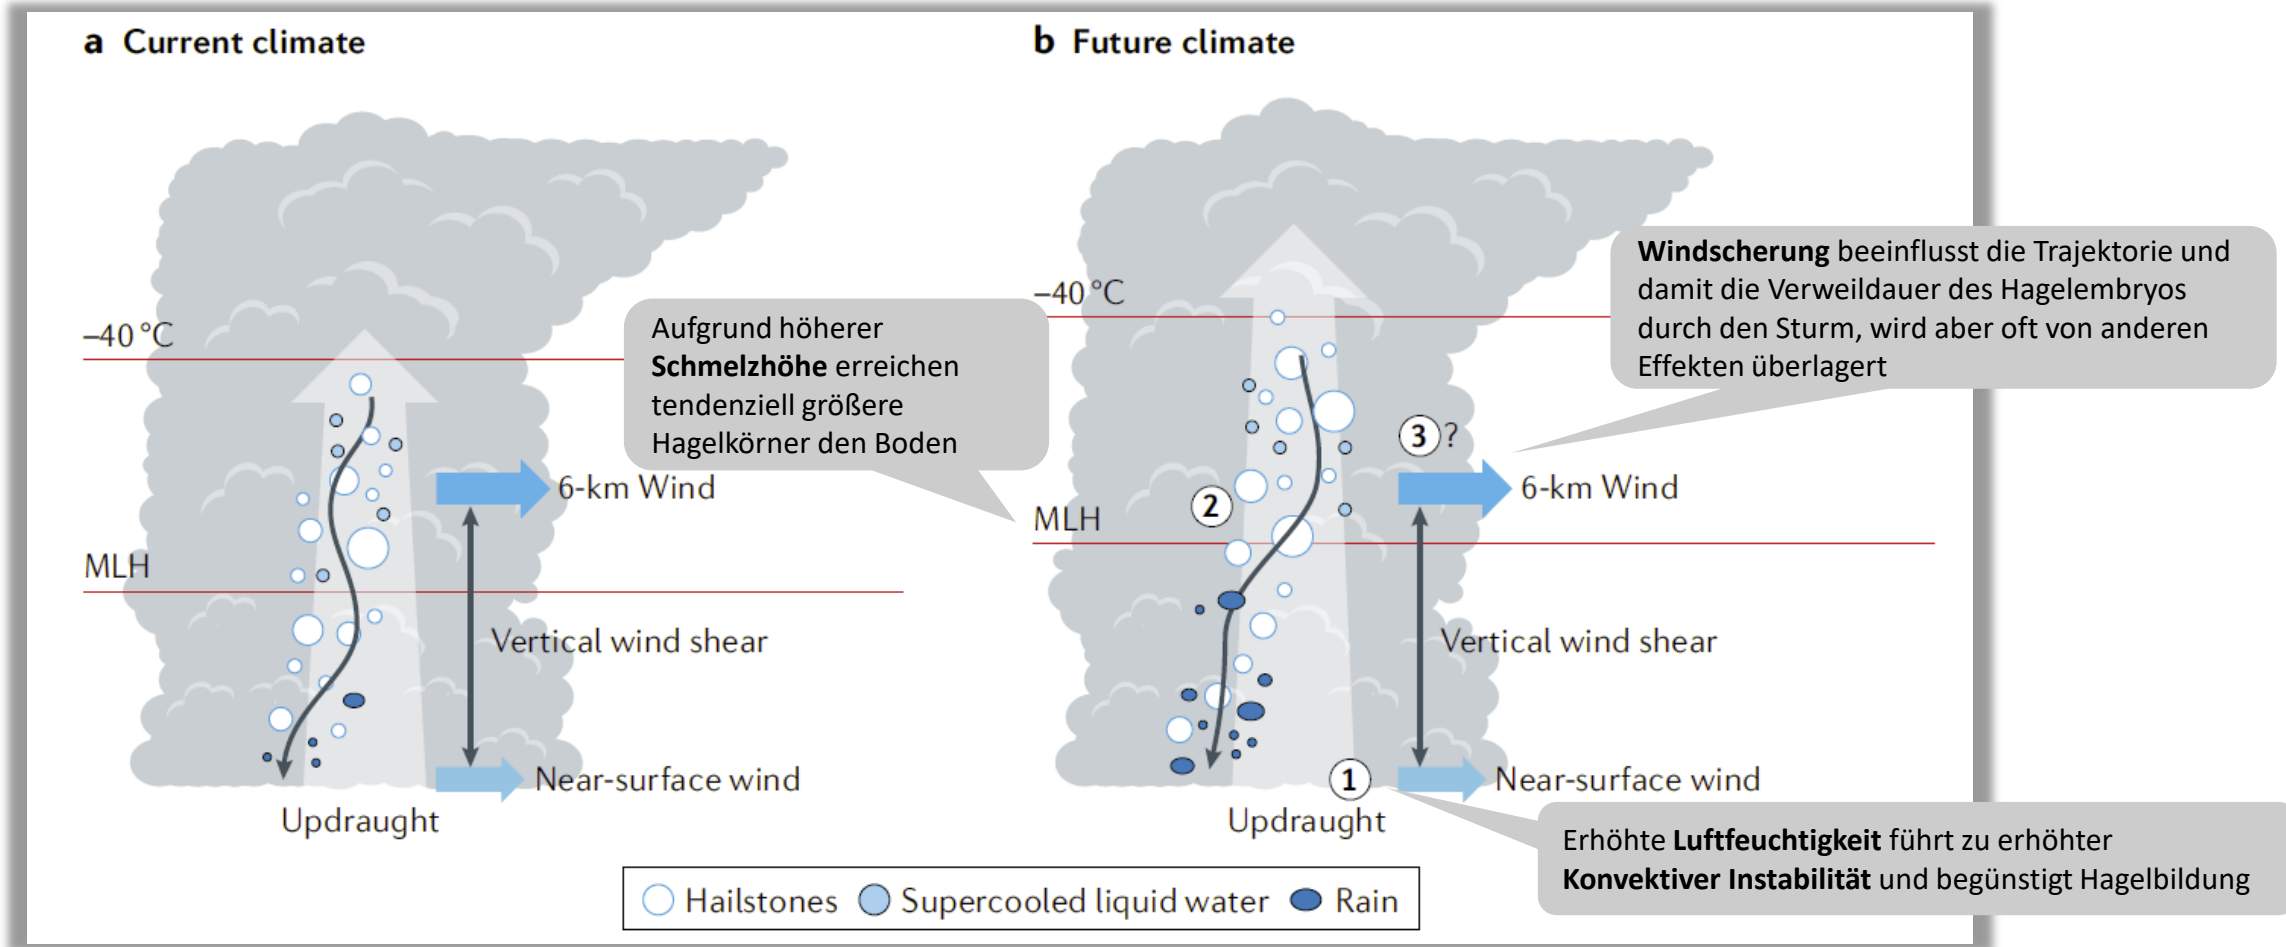 a Current climate
–40 °C
MLH
6-km Wind
Vertical wind shear
Near-surface wind
Updraught
Aufgrund höherer
Schmelzhöhe erreichen
tendenziell größere
Hagelkörner den Boden
b Future climate
–40 °C
MLH
2
3 ?
6-km Wind
Vertical wind shear
1
Near-surface wind
Updraught
Windscherung beeinflusst die Trajektorie und
damit die Verweildauer des Hagelembryos
durch den Sturm, wird aber oft von anderen
Effekten überlagert
Erhöhte Luftfeuchtigkeit führt zu erhöhter
Konvektiver Instabilität und begünstigt Hagelbildung
Hailstones Supercooled liquid water Rain